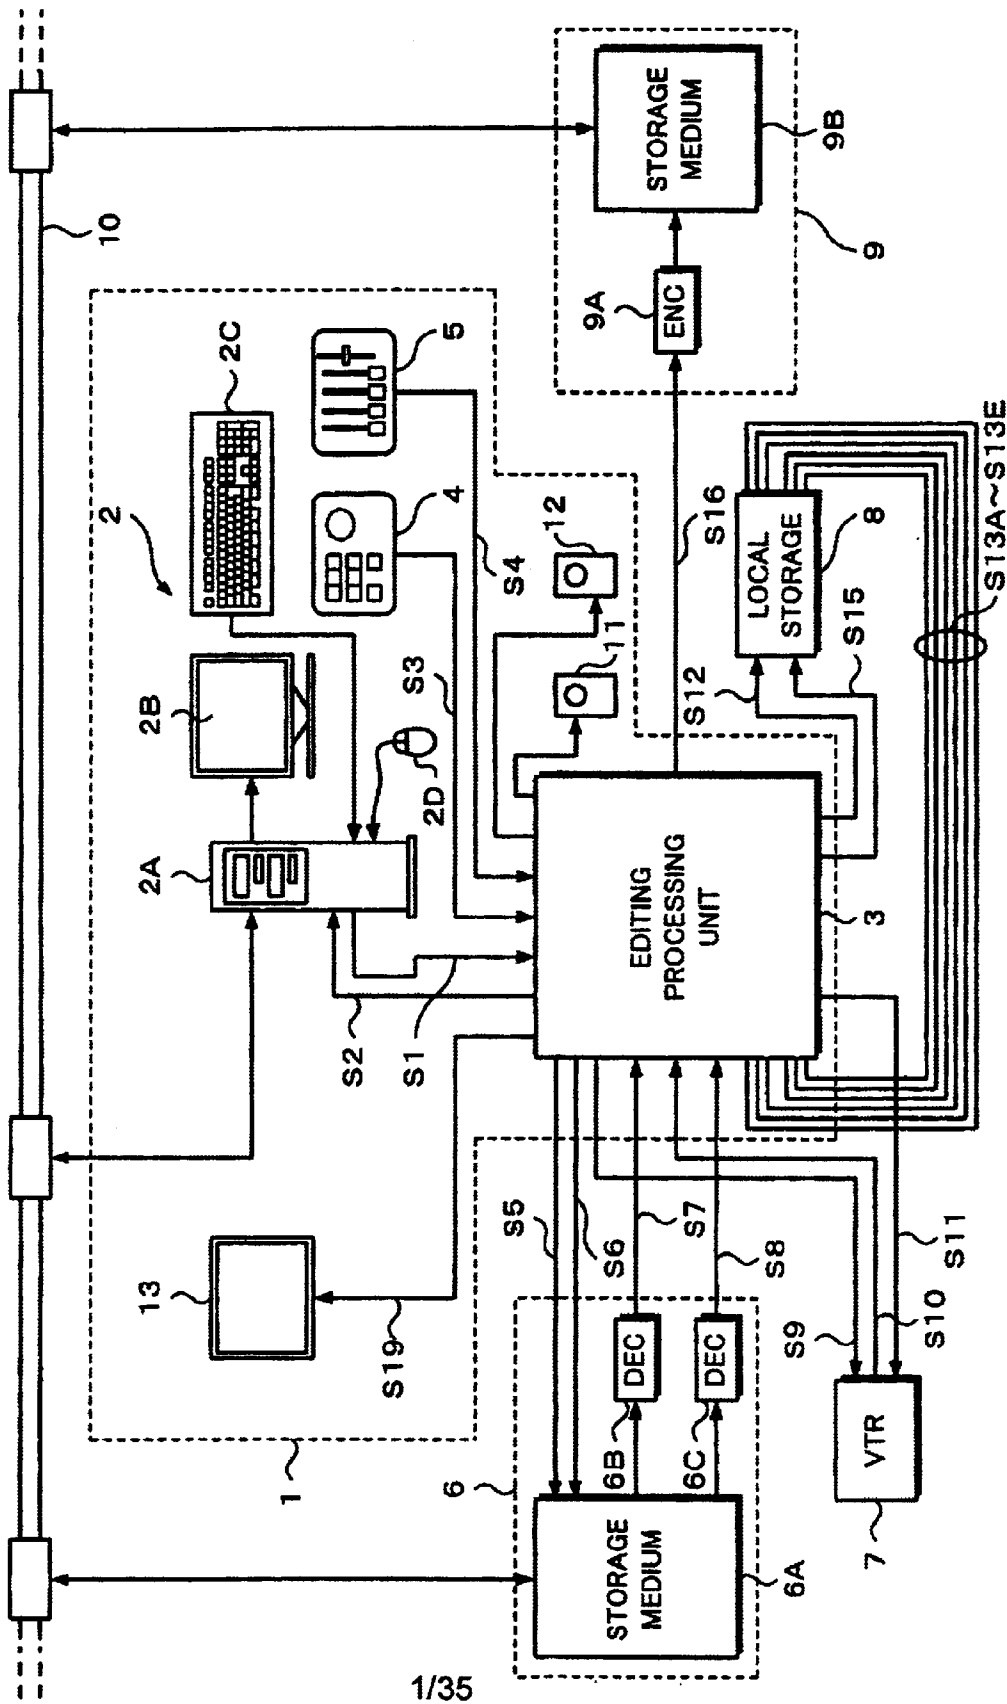 10
2
2A
2B
2C
2D
5
4
13
S19
S2
S1
S3
S4
11
12
1
EDITING
PROCESSING
UNIT
3
6
STORAGE
MEDIUM
6A
6B
DEC
6C
DEC
S5
S6
S7
S8
VTR
7
S9
S10
S11
S12
S15
LOCAL
STORAGE
8
S13A~S13E
S16
9A
ENC
STORAGE
MEDIUM
9B
9
1/35